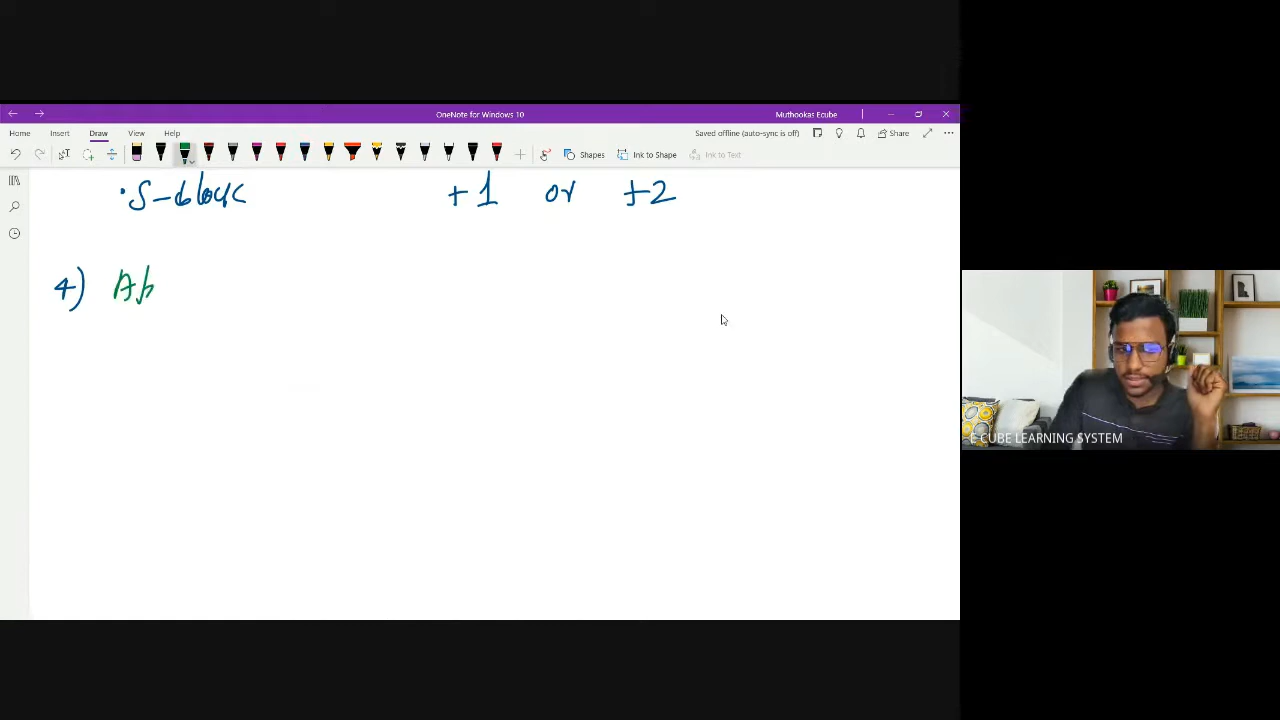 OneNote for Windows 10
Muthookas Ecube
Home Insert Draw View Help
Saved offline (auto-sync is off)
Share
Shapes
Ink to Shape
Ink to Text
• S-block +1 or +2
4) Ab
E CUBE LEARNING SYSTEM